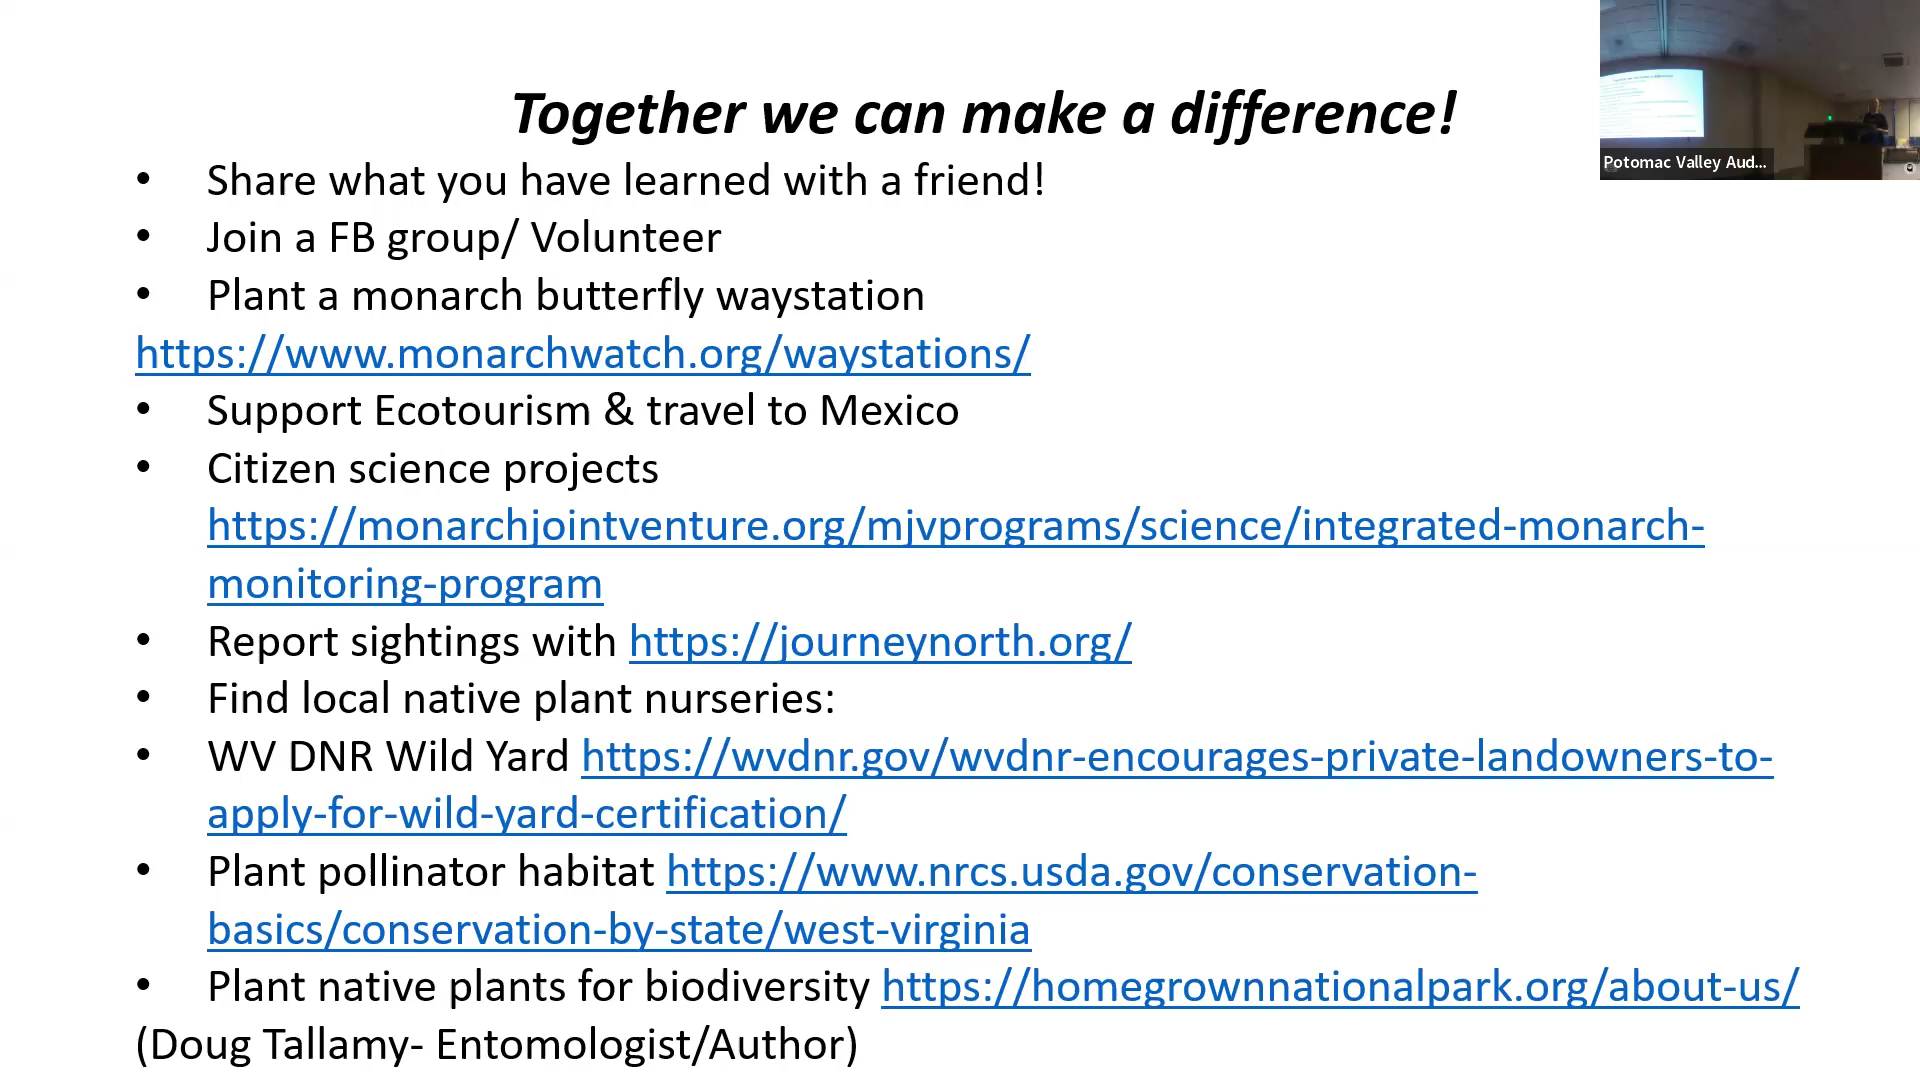 Together we can make a difference!
• Share what you have learned with a friend!
• Join a FB group/ Volunteer
• Plant a monarch butterfly waystation
https://www.monarchwatch.org/waystations/
• Support Ecotourism & travel to Mexico
• Citizen science projects
https://monarchjointventure.org/mjvprograms/science/integrated-monarch-
monitoring-program
• Report sightings with https://journeynorth.org/
• Find local native plant nurseries:
• WV DNR Wild Yard https://wvdnr.gov/wvdnr-encourages-private-landowners-to-
apply-for-wild-yard-certification/
• Plant pollinator habitat https://www.nrcs.usda.gov/conservation-
basics/conservation-by-state/west-virginia
• Plant native plants for biodiversity https://homegrownnationalpark.org/about-us/
(Doug Tallamy- Entomologist/Author)
Potomac Valley Aud...